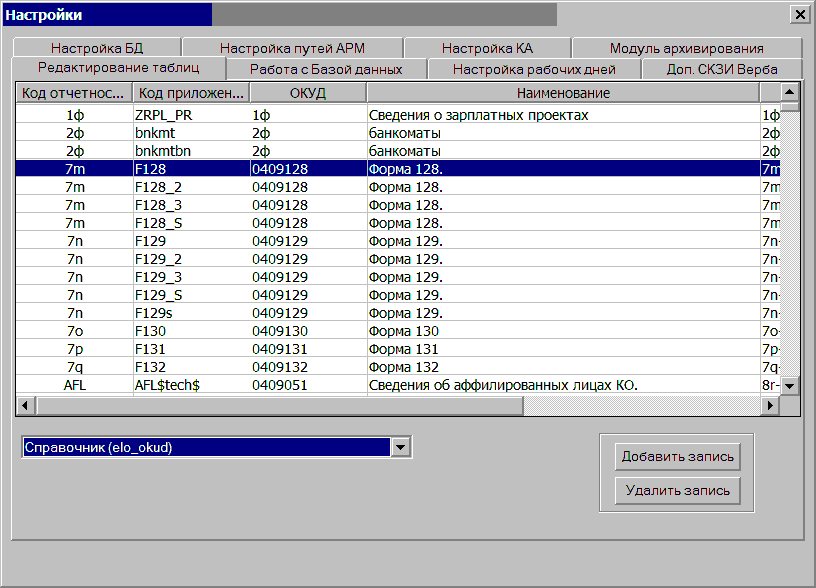 Настройки
Настройка БД Настройка путей АРМ Настройка КА Модуль архивирования
Редактирование таблиц Работа с Базой данных Настройка рабочих дней Доп. СКЗИ Верба
Код отчетнос... Код приложен... ОКУД Наименование
1ф ZRPL_PR 1ф Сведения о зарплатных проектах 1ф
2ф bnkmt 2ф банкоматы 2ф
2ф bnkmtbn 2ф банкоматы 2ф
7m F128 0409128 Форма 128. 7m
7m F128_2 0409128 Форма 128. 7m
7m F128_3 0409128 Форма 128. 7m
7m F128_S 0409128 Форма 128. 7m
7n F129 0409129 Форма 129. 7n-
7n F129_2 0409129 Форма 129. 7n-
7n F129_3 0409129 Форма 129. 7n-
7n F129_S 0409129 Форма 129. 7n-
7n F129s 0409129 Форма 129. 7n-
7o F130 0409130 Форма 130 7o-
7p F131 0409131 Форма 131 7p-
7q F132 0409132 Форма 132 7q-
AFL AFL$tech$ 0409051 Сведения об аффилированных лицах КО. 8r-
Справочник (elo_okud)
Добавить запись
Удалить запись